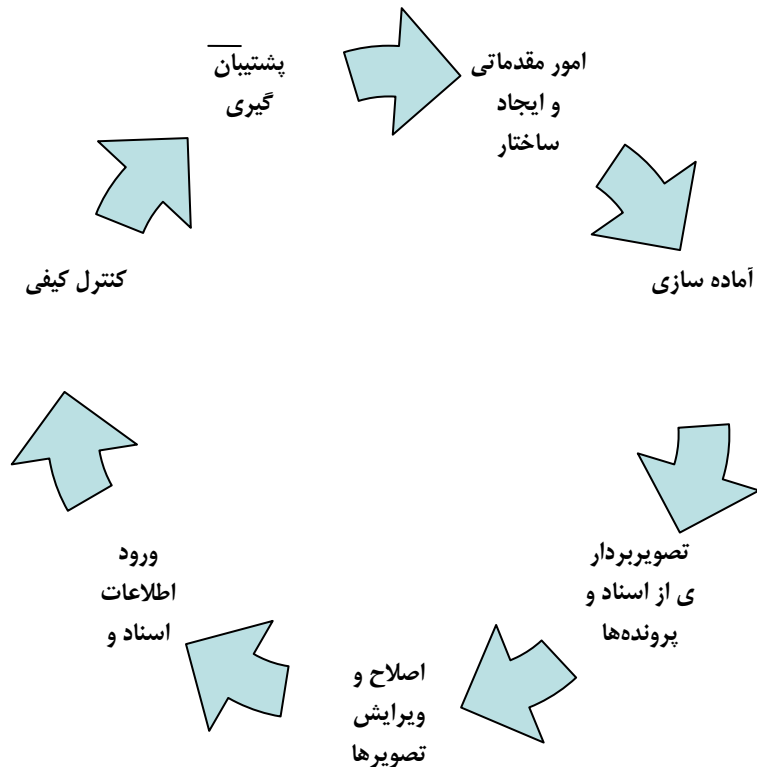 امور مقدماتی
و ایجاد
ساختار
آماده سازی
تصویربردار
ی از اسناد و
پرونده‌ها
اصلاح و
ویرایش
تصویرها
ورود
اطلاعات
اسناد و
کنترل کیفی
پشتیبان
گیری